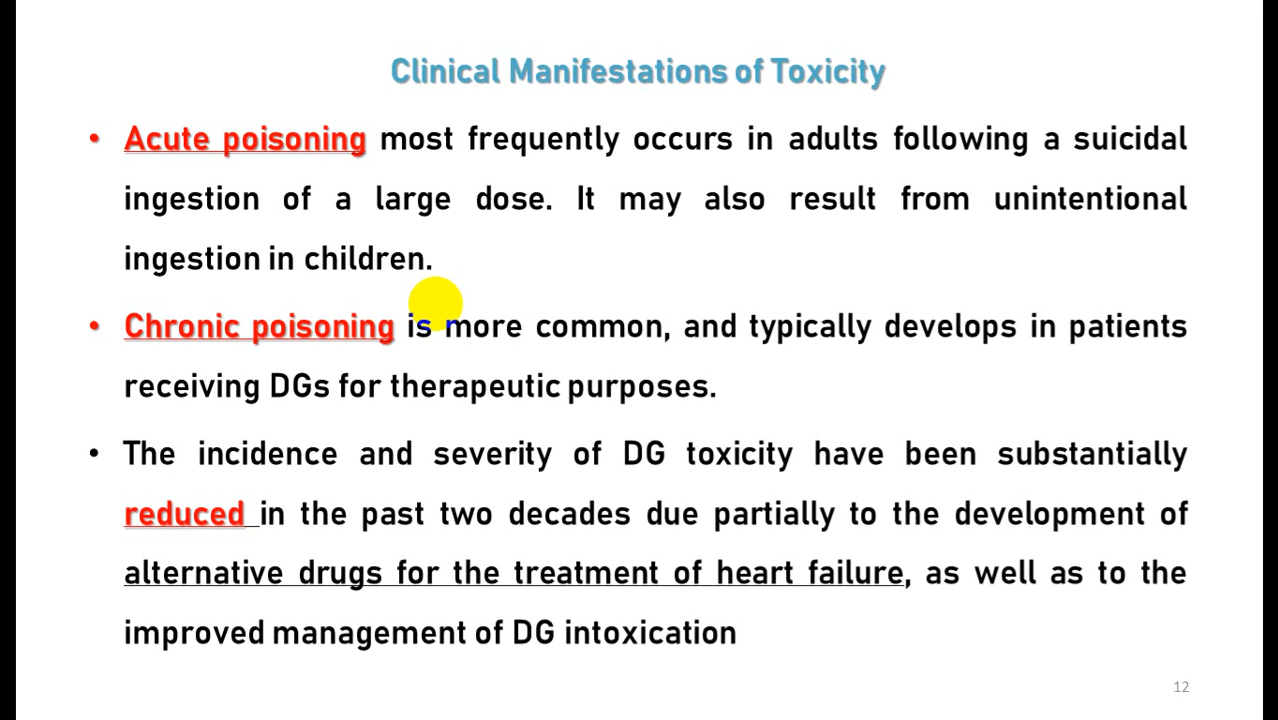 Clinical Manifestations of Toxicity
• Acute poisoning most frequently occurs in adults following a suicidal
ingestion of a large dose. It may also result from unintentional
ingestion in children.
• Chronic poisoning is more common, and typically develops in patients
receiving DGs for therapeutic purposes.
• The incidence and severity of DG toxicity have been substantially
reduced in the past two decades due partially to the development of
alternative drugs for the treatment of heart failure, as well as to the
improved management of DG intoxication
12